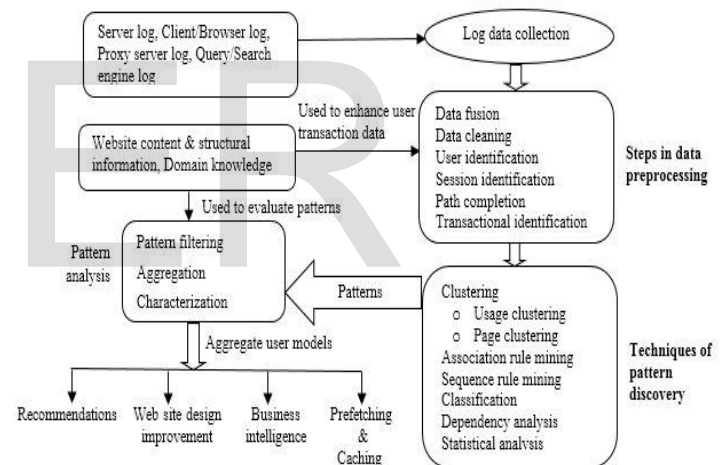 Server log, Client/Browser log,
Proxy server log, Query/Search
engine log
Log data collection
Used to enhance user
transaction data
Website content & structural
information, Domain knowledge
Data fusion
Data cleaning
User identification
Session identification
Path completion
Transactional identification
Steps in data
preprocessing
Used to evaluate patterns
Pattern
analysis
Pattern filtering
Aggregation
Characterization
Patterns
Clustering
o Usage clustering
o Page clustering
Association rule mining
Sequence rule mining
Classification
Dependency analysis
Statistical analysis
Techniques of
pattern
discovery
Aggregate user models
Recommendations
Web site design
improvement
Business
intelligence
Prefetching
&
Caching
ER